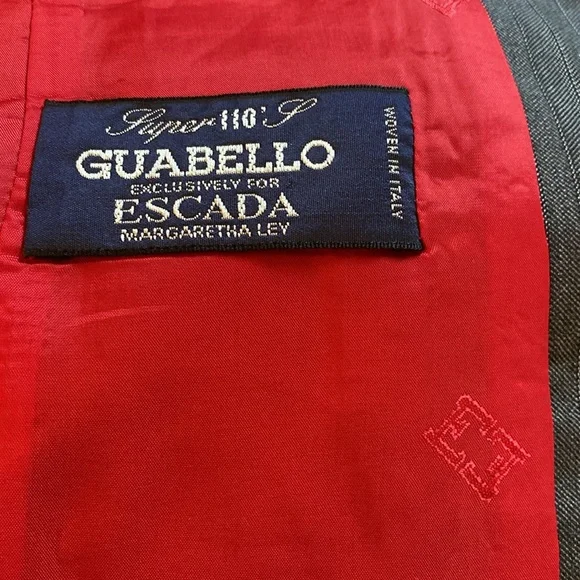 Super 110'S
GUABELLO
EXCLUSIVELY FOR
ESCADA
MARGARETHA LEY
WOVEN IN ITALY